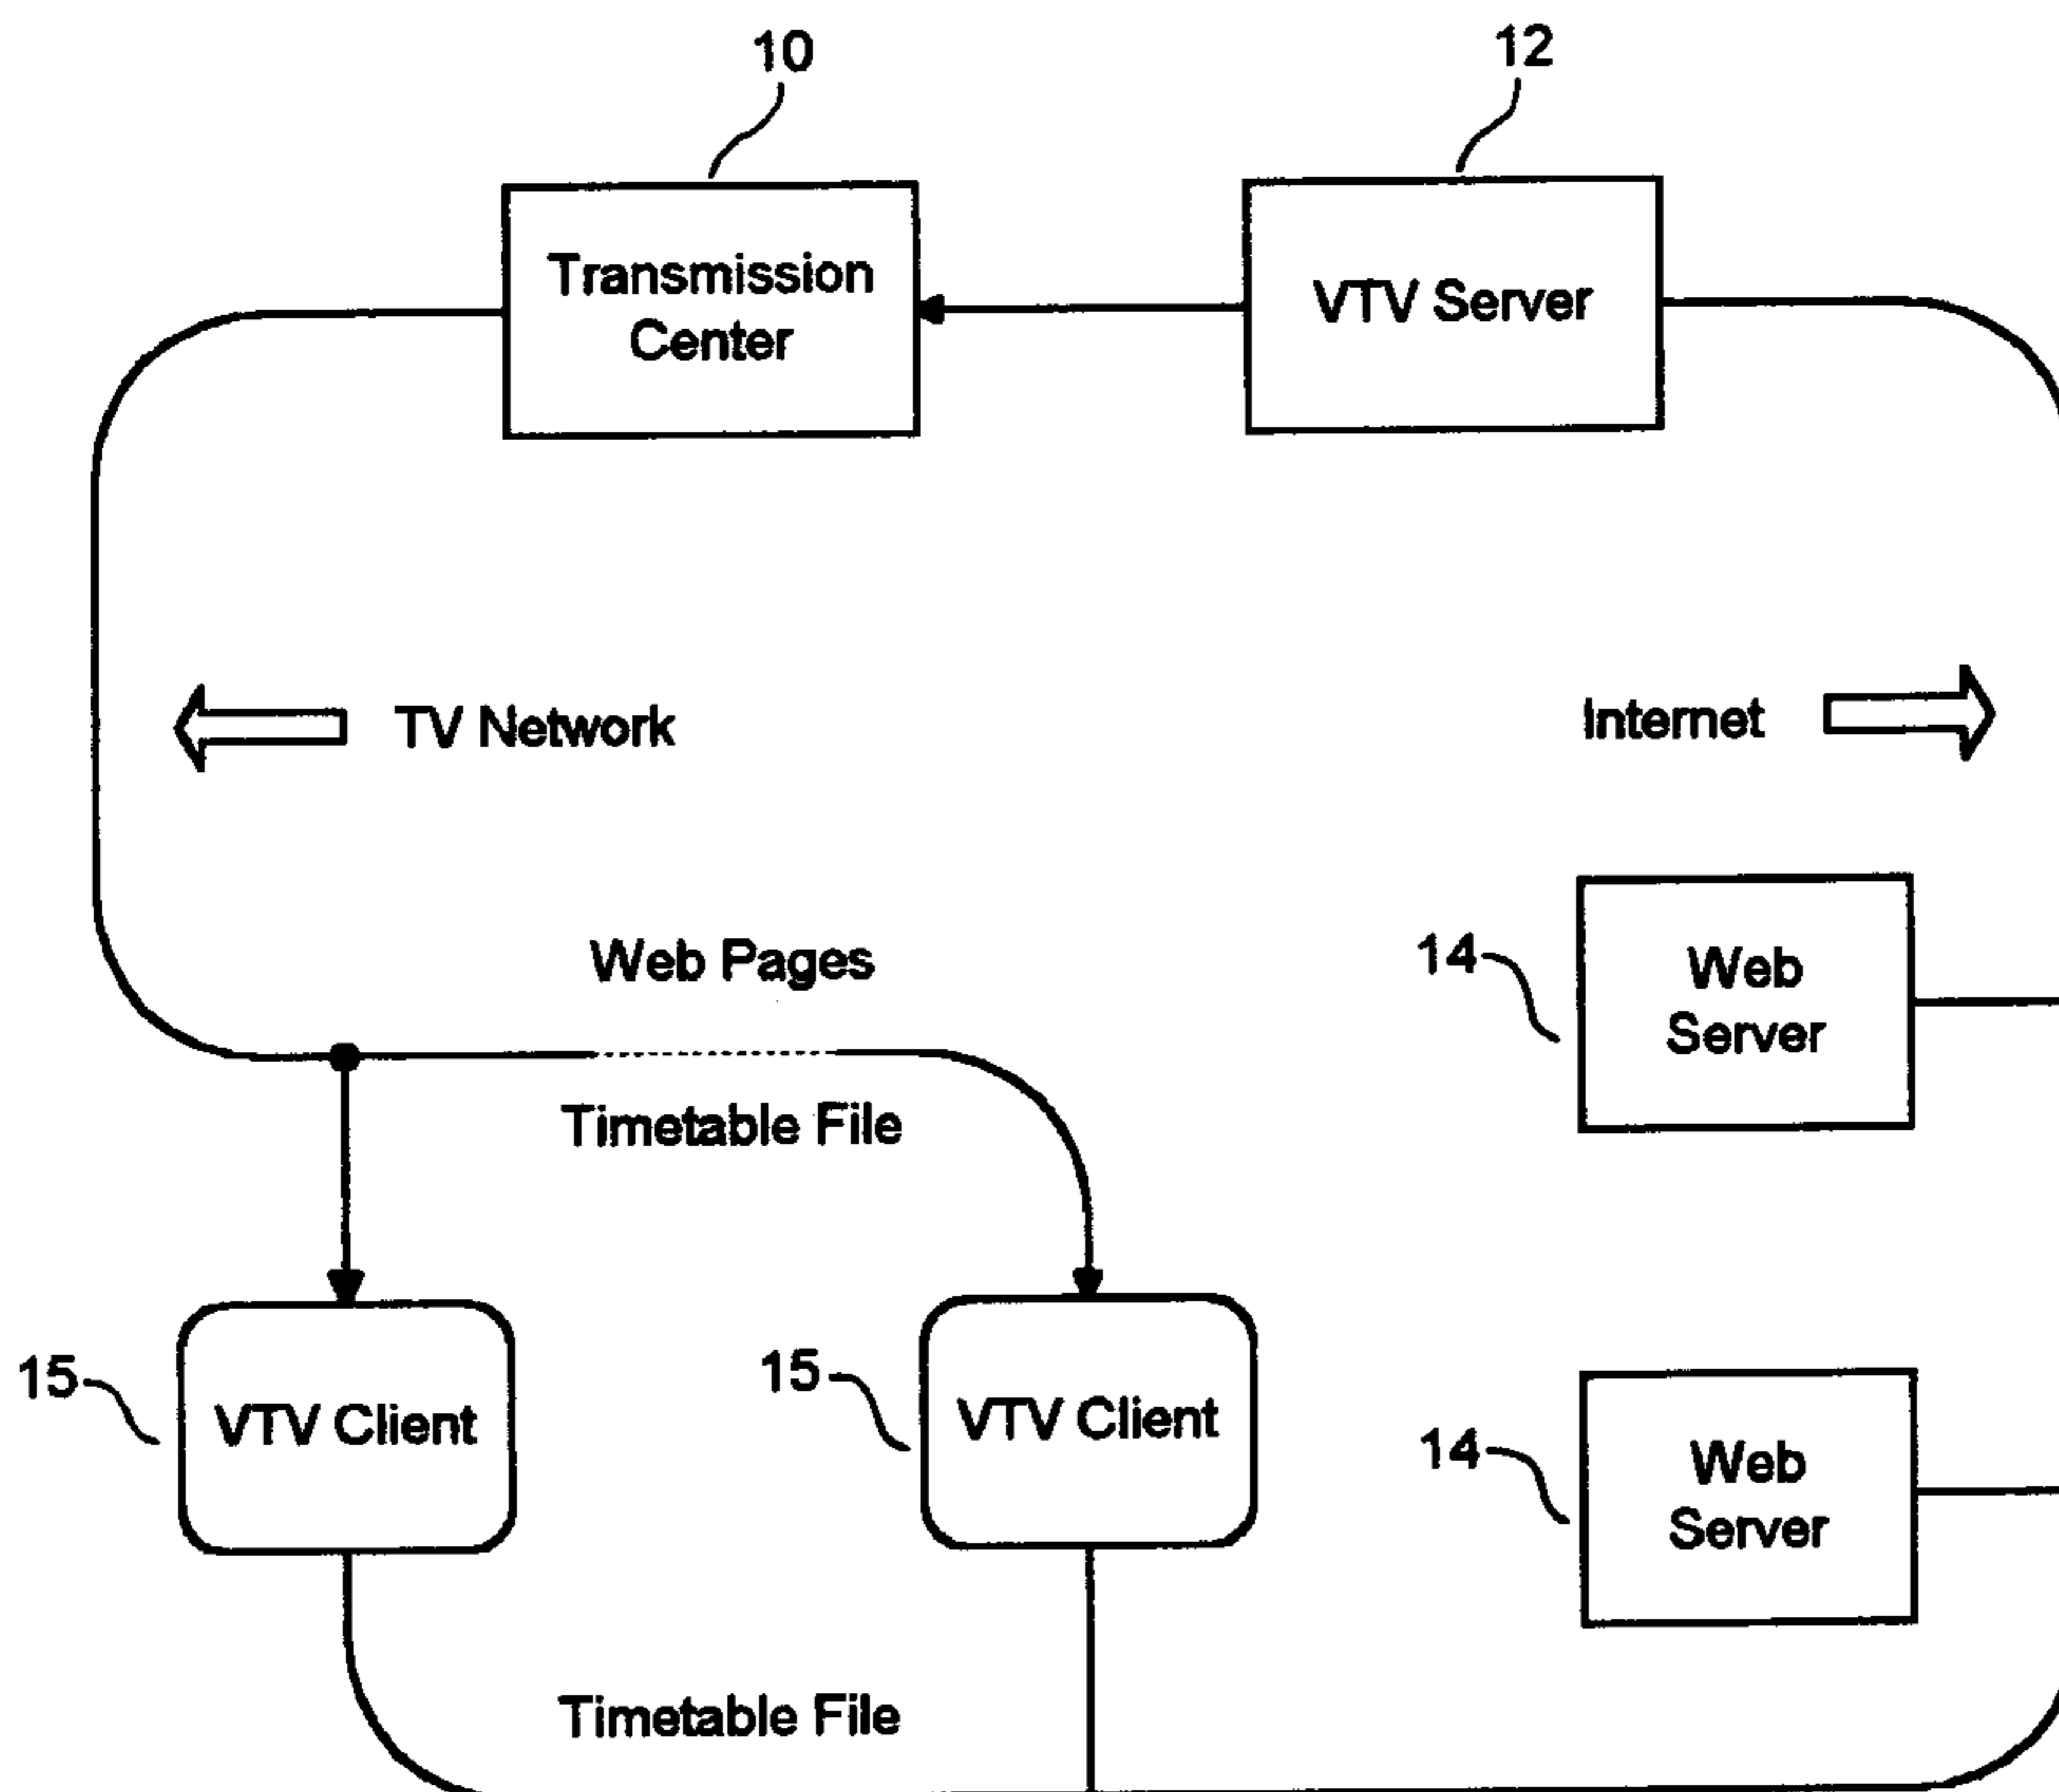 10
12
Transmission
Center
VTV Server
TV Network
Internet
Web Pages
14
Web
Server
Timetable File
15
VTV Client
15
VTV Client
14
Web
Server
Timetable File